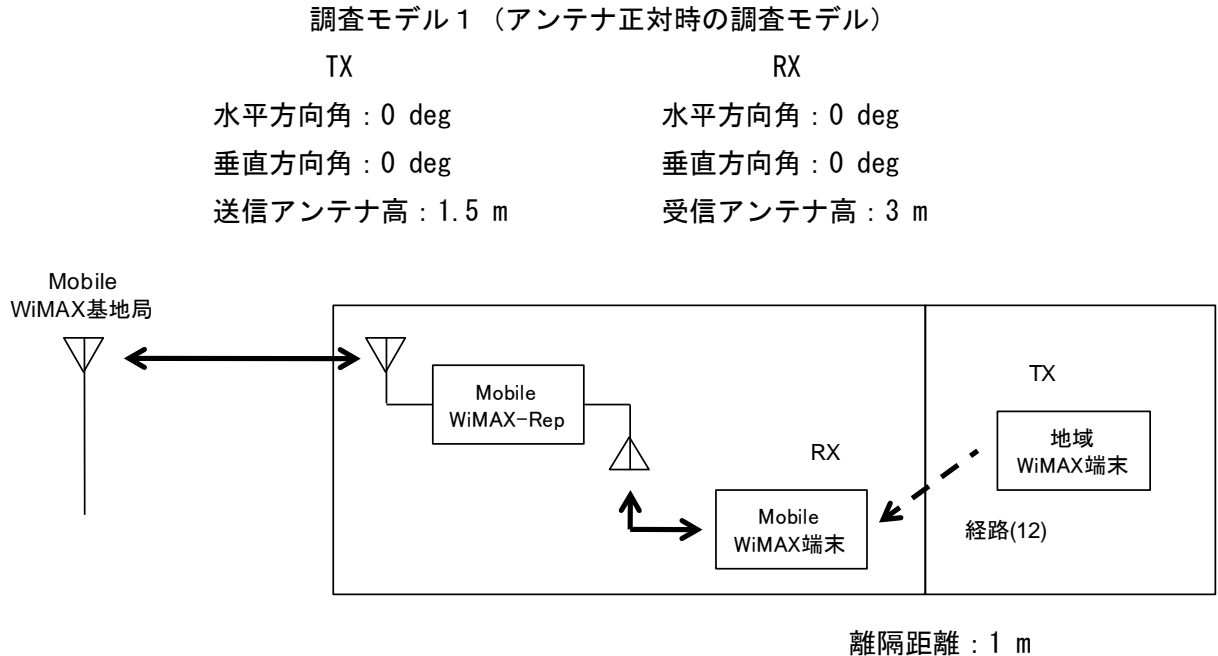 調査モデル１（アンテナ正対時の調査モデル）
TX RX
水平方向角：0 deg 水平方向角：0 deg
垂直方向角：0 deg 垂直方向角：0 deg
送信アンテナ高：1.5 m 受信アンテナ高：3 m
Mobile
WiMAX基地局
Mobile
WiMAX-Rep
RX
Mobile
WiMAX端末
TX
地域
WiMAX端末
経路(12)
離隔距離：1 m